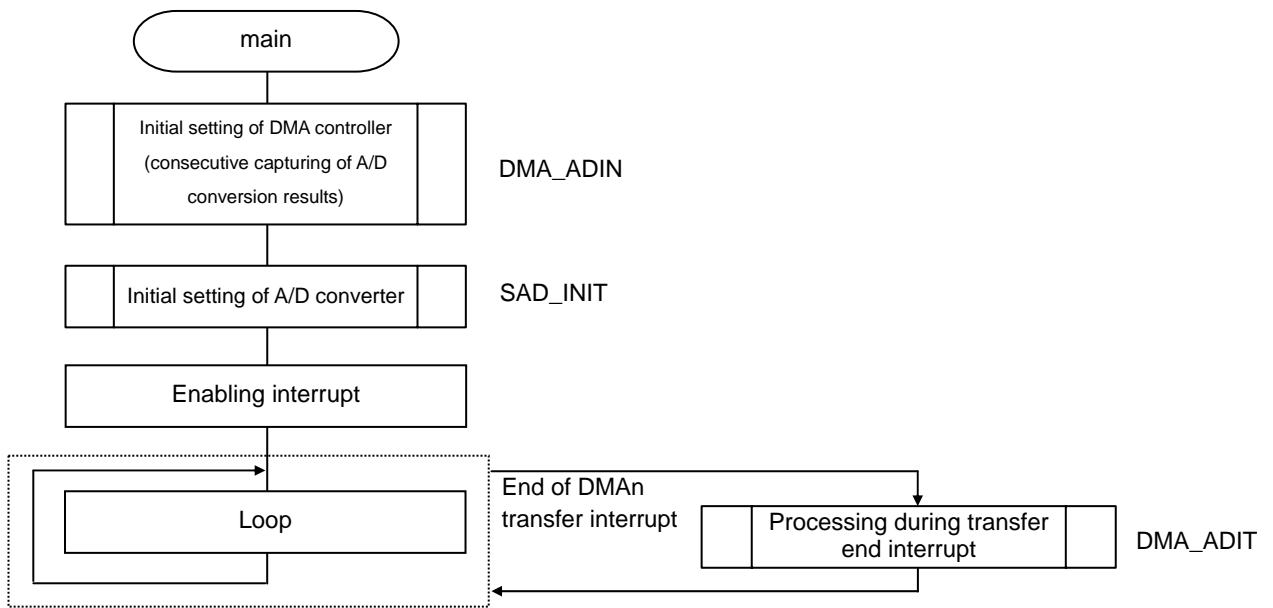 main
Initial setting of DMA controller
(consecutive capturing of A/D
conversion results)
DMA_ADIN
Initial setting of A/D converter
SAD_INIT
Enabling interrupt
Loop
End of DMAn
transfer interrupt
Processing during transfer
end interrupt
DMA_ADIT